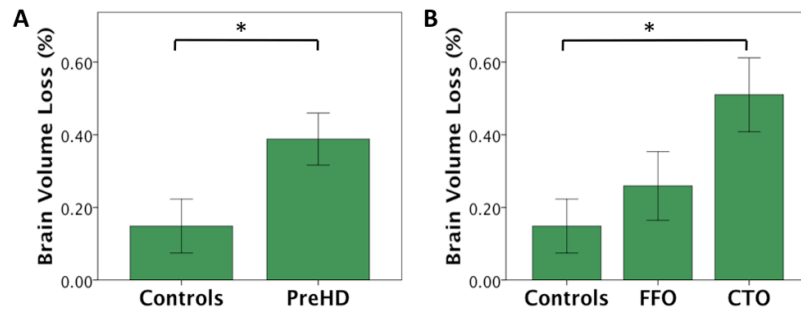 A
Brain Volume Loss (%)
0.60
0.40
0.20
0.00
*
Controls PreHD
B
Brain Volume Loss (%)
0.60
0.40
0.20
0.00
*
Controls FFO CTO